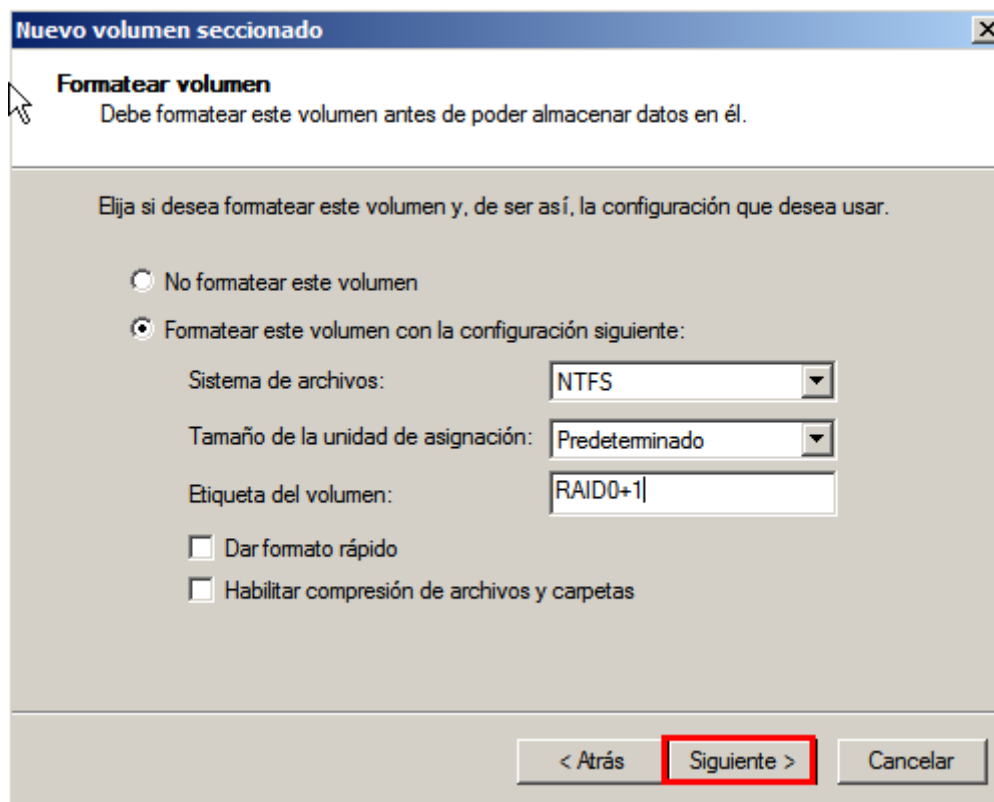 Nuevo volumen seccionado
Formatear volumen
Debe formatear este volumen antes de poder almacenar datos en él.
Elija si desea formatear este volumen y, de ser así, la configuración que desea usar.
No formatear este volumen
Formatear este volumen con la configuración siguiente:
Sistema de archivos: NTFS
Tamaño de la unidad de asignación: Predeterminado
Etiqueta del volumen: RAID0+1
Dar formato rápido
Habilitar compresión de archivos y carpetas
< Atrás Siguiente > Cancelar